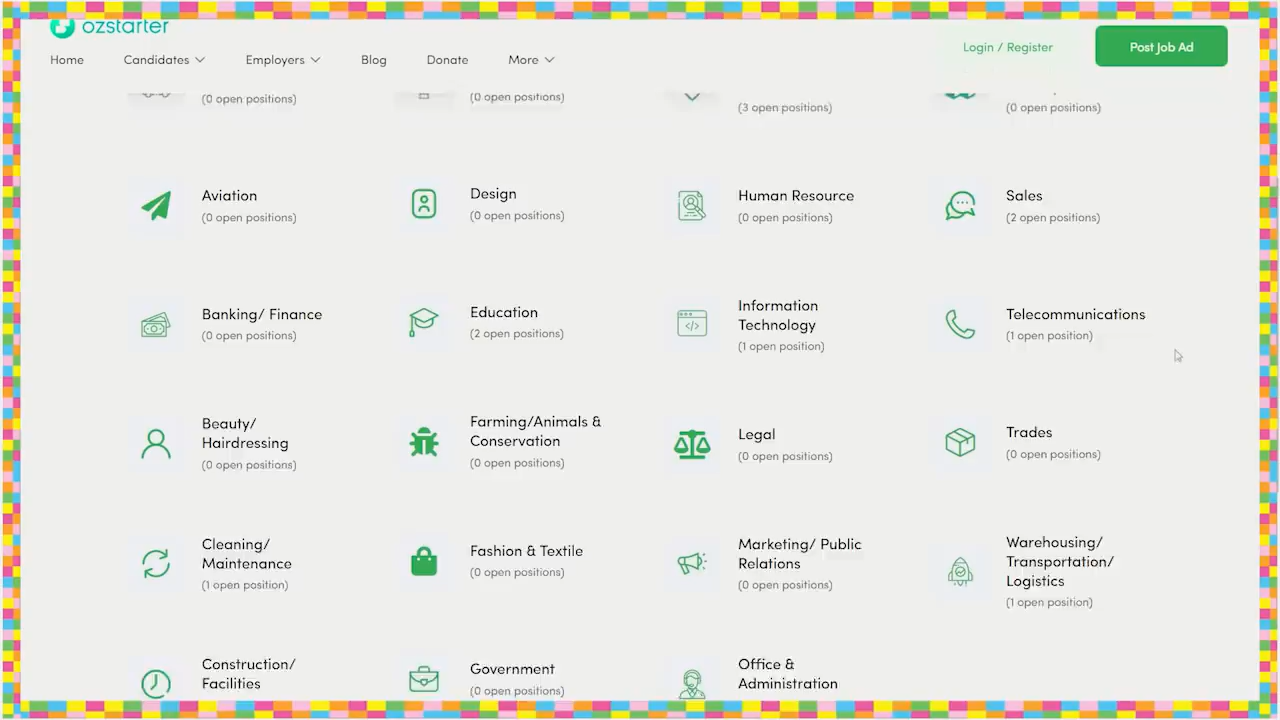 ozstarter
Login / Register
Post Job Ad
Home
Candidates
Employers
Blog
Donate
More
(0 open positions)
(0 open positions)
(3 open positions)
(0 open positions)
Aviation
(0 open positions)
Design
(0 open positions)
Human Resource
(0 open positions)
Sales
(2 open positions)
Banking/ Finance
(0 open positions)
Education
(2 open positions)
Information
Technology
(1 open position)
Telecommunications
(1 open position)
Beauty/
Hairdressing
(0 open positions)
Farming/Animals &
Conservation
(0 open positions)
Legal
(0 open positions)
Trades
(0 open positions)
Cleaning/
Maintenance
(1 open position)
Fashion & Textile
(0 open positions)
Marketing/ Public
Relations
(0 open positions)
Warehousing/
Transportation/
Logistics
(1 open position)
Construction/
Facilities
Government
(0 open positions)
Office &
Administration